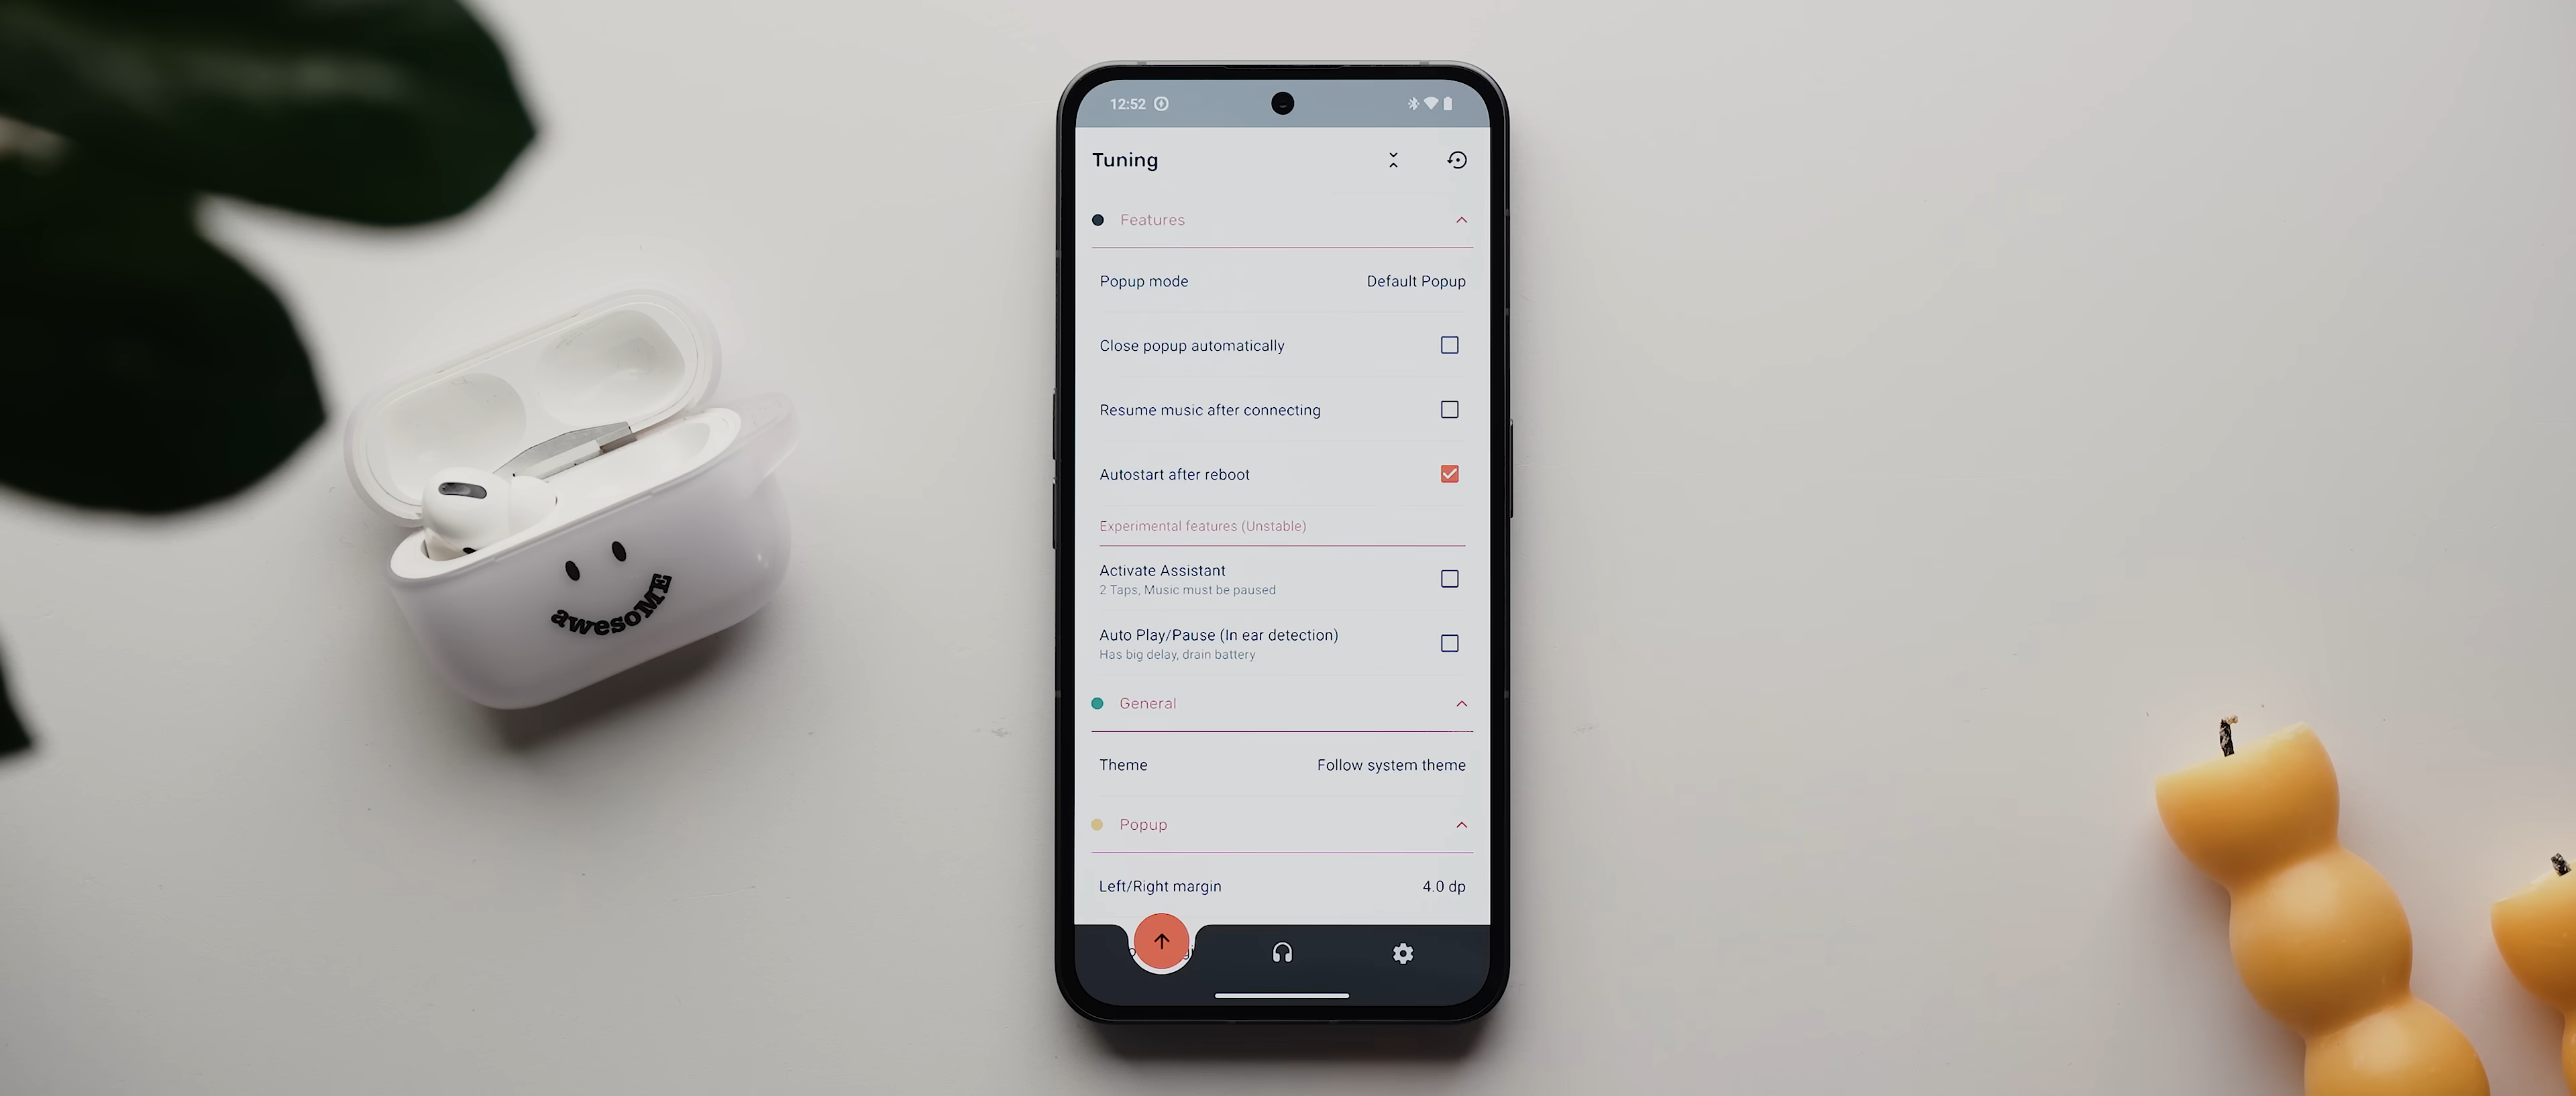 12:52
Tuning
Features
Popup mode Default Popup
Close popup automatically
Resume music after connecting
Autostart after reboot
Experimental features (Unstable)
Activate Assistant
2 Taps, Music must be paused
Auto Play/Pause (In ear detection)
Has big delay, drain battery
General
Theme Follow system theme
Popup
Left/Right margin 4.0 dp
awesoME